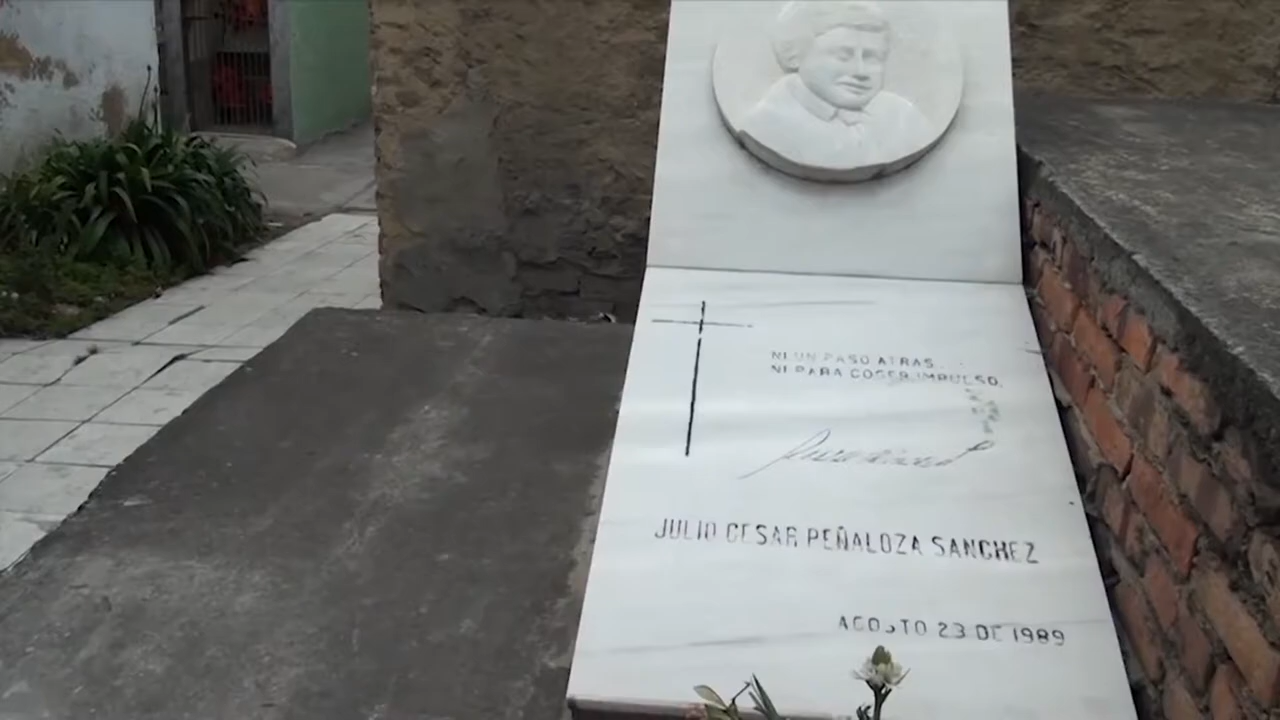 NI UN PASO ATRAS...
NI PARA COGER IMPULSO.
JULIO CESAR PEÑALOZA SANCHEZ
AGOSTO 23 DE 1989